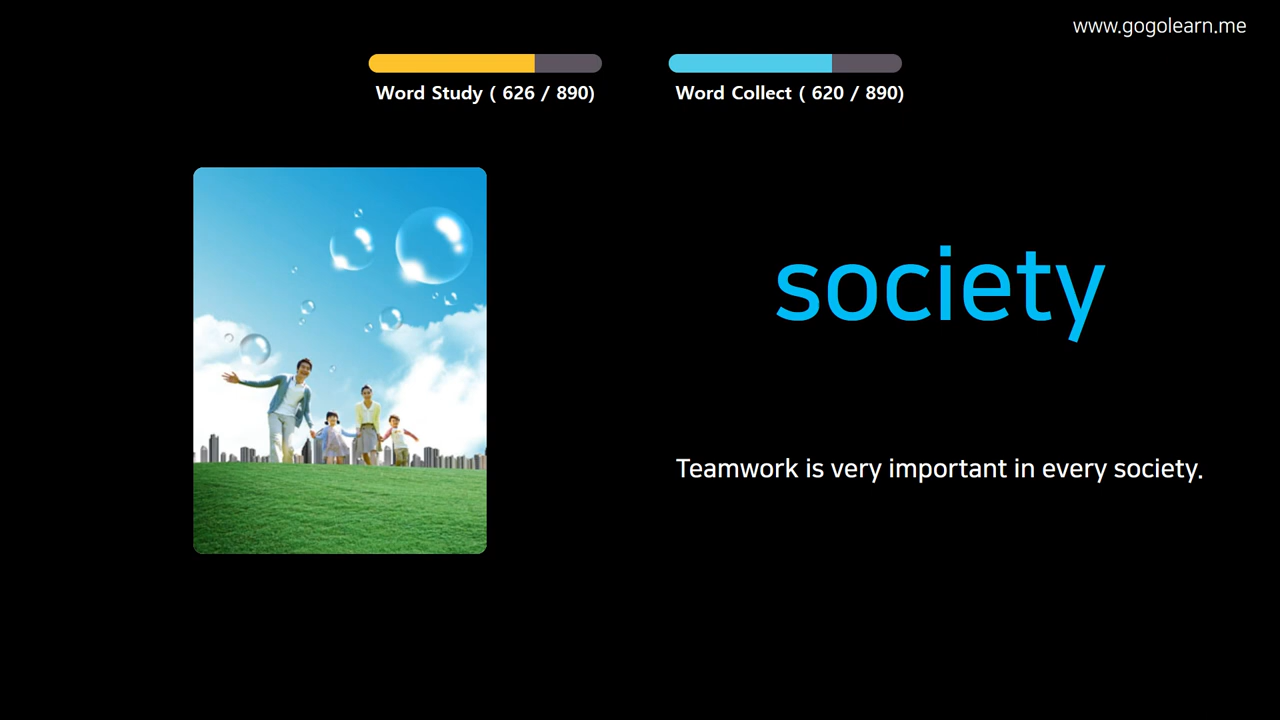 www.gogolearn.me
Word Study ( 626 / 890)
Word Collect ( 620 / 890)
society
Teamwork is very important in every society.